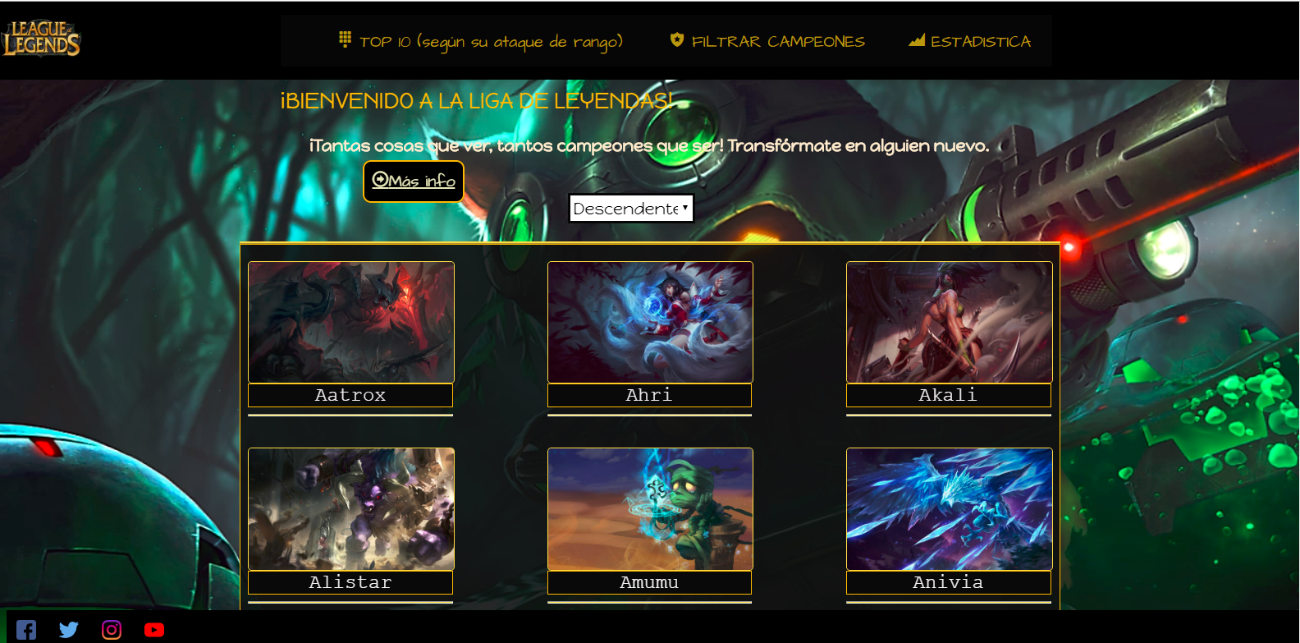 LEAGUE OF LEGENDS
TOP 10 (según su ataque de rango) FILTRAR CAMPEONES ESTADISTICA
¡BIENVENIDO A LA LIGA DE LEYENDAS!
¡Tantas cosas que ver, tantos campeones que ser! Transfórmate en alguien nuevo.
Más info
Descendente
Aatrox Ahri Akali
Alistar Amumu Anivia